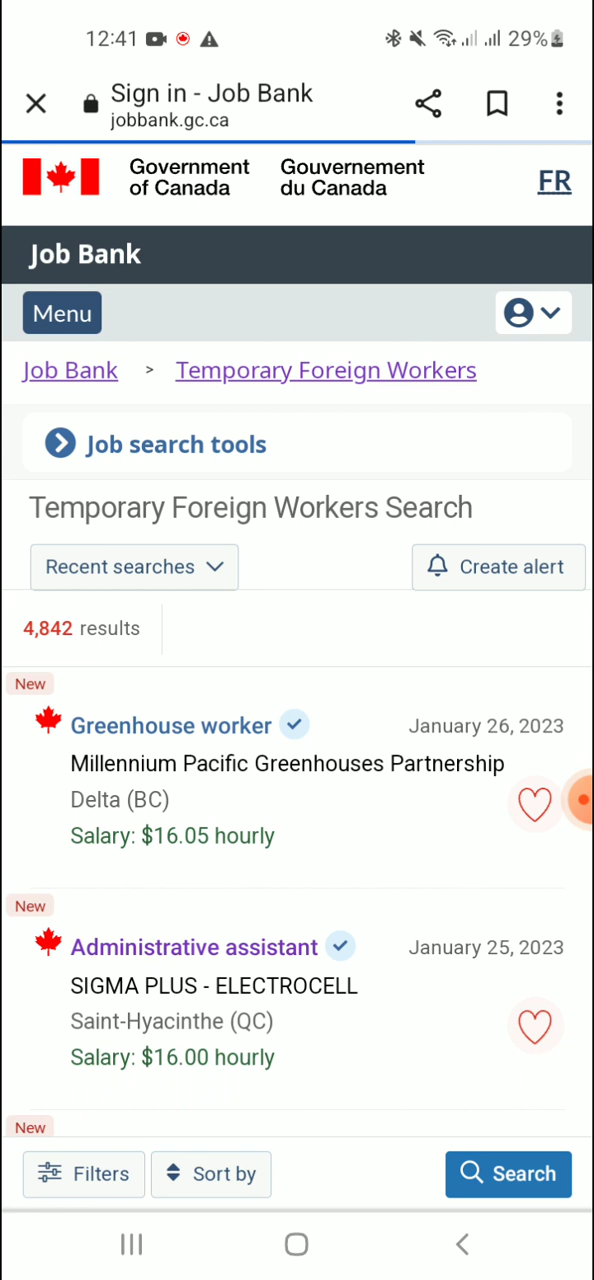 12:41 29%
Sign in - Job Bank
jobbank.gc.ca
Government of Canada
Gouvernement du Canada
FR
Job Bank
Menu
Job Bank > Temporary Foreign Workers
Job search tools
Temporary Foreign Workers Search
Recent searches Create alert
4,842 results
New
Greenhouse worker January 26, 2023
Millennium Pacific Greenhouses Partnership
Delta (BC)
Salary: $16.05 hourly
New
Administrative assistant January 25, 2023
SIGMA PLUS - ELECTROCELL
Saint-Hyacinthe (QC)
Salary: $16.00 hourly
New
Filters Sort by Search